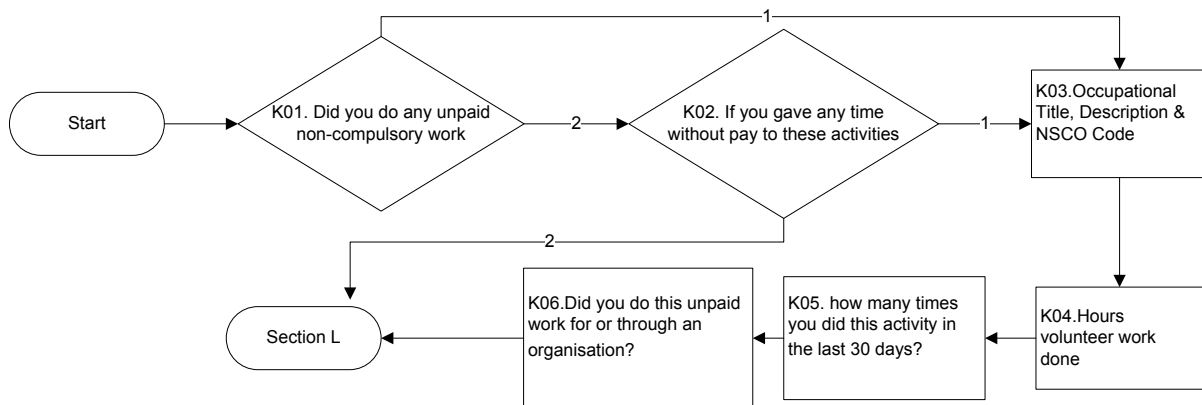 1
Start
K01. Did you do any unpaid
non-compulsory work
2
K02. If you gave any time
without pay to these activities
1
K03.Occupational
Title, Description &
NSCO Code
2
K04.Hours
volunteer work
done
K05. how many times
you did this activity in
the last 30 days?
K06.Did you do this unpaid
work for or through an
organisation?
Section L